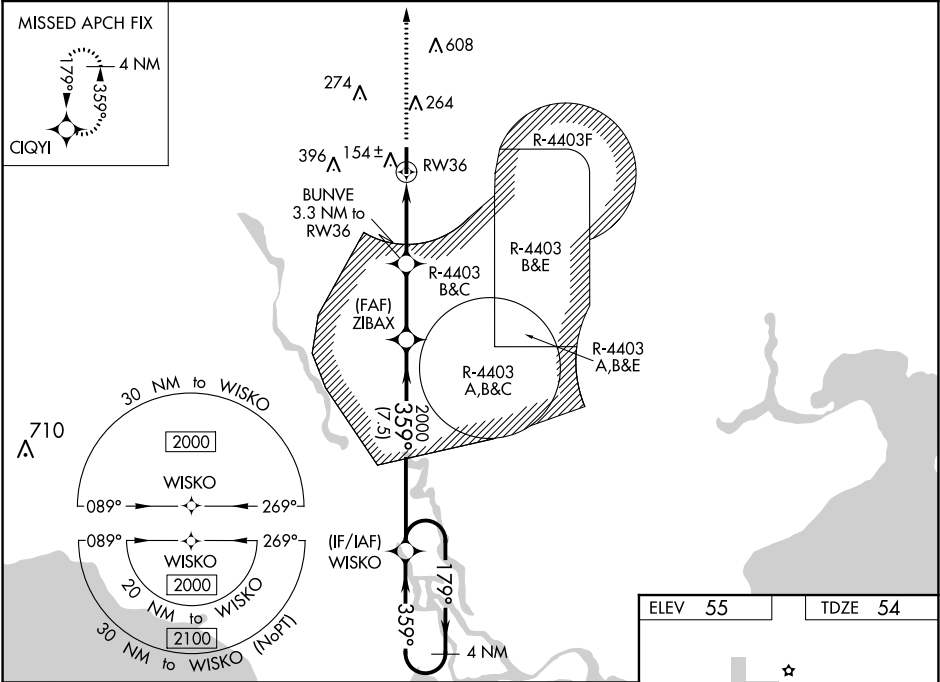 MISSED APCH FIX
4 NM
179°
359°
CIQYI
608
274
264
396
154 ±
RW36
BUNVE
3.3 NM to
RW36
R-4403F
R-4403
B&E
R-4403
B&C
(FAF)
ZIBAX
R-4403
A,B&E
R-4403
A,B&C
2000
359°
(7.5)
710
30 NM to WISKO
2000
WISKO
089°
269°
089°
269°
WISKO
2000
20 NM to WISKO
2100
30 NM to WISKO (NoPT)
(IF/IAF)
WISKO
179°
359°
4 NM
ELEV 55
TDZE 54